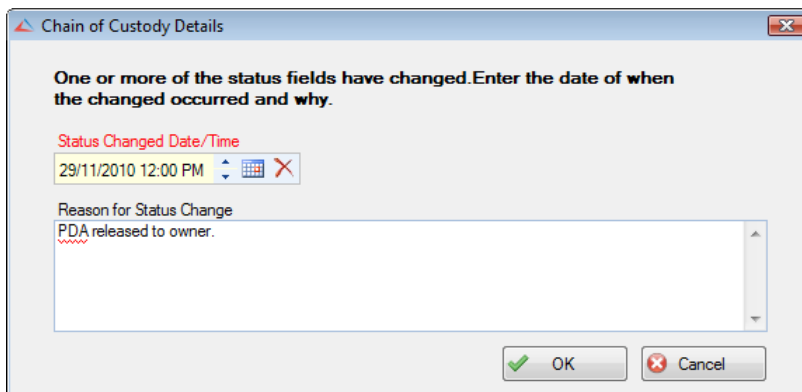 Chain of Custody Details
One or more of the status fields have changed.Enter the date of when
the changed occurred and why.
Status Changed Date/Time
29/11/2010 12:00 PM
Reason for Status Change
PDA released to owner.
OK
Cancel